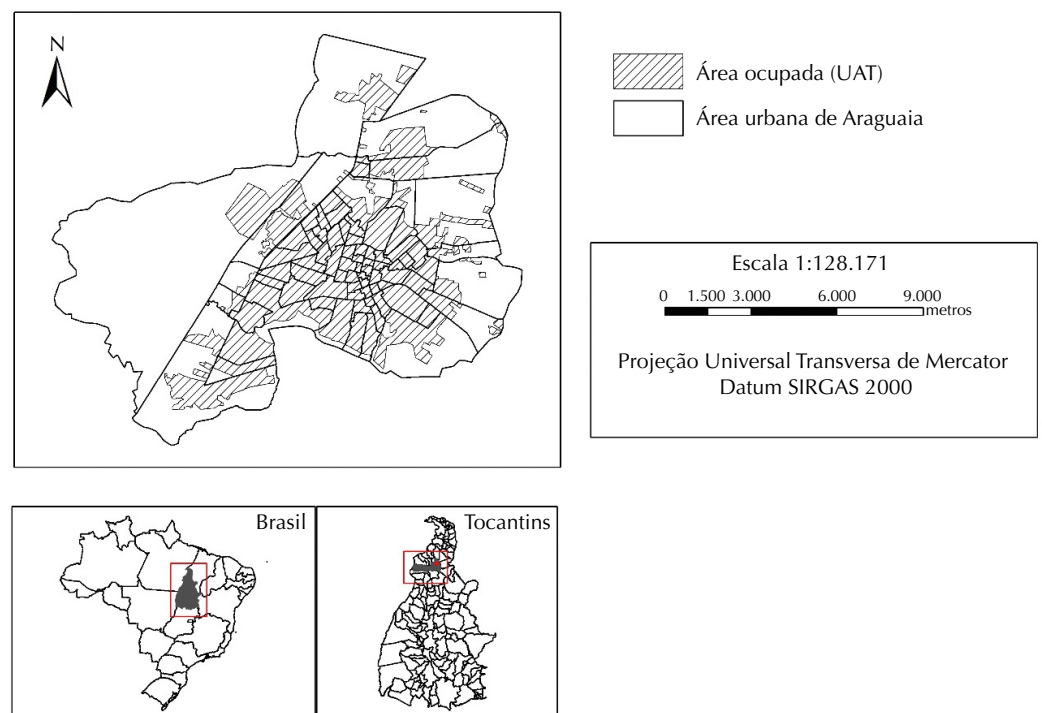 N
Área ocupada (UAT)
Área urbana de Araguaia
Escala 1:128.171
0 1.500 3.000 6.000 9.000
metros
Projeção Universal Transversa de Mercator
Datum SIRGAS 2000
Brasil
Tocantins